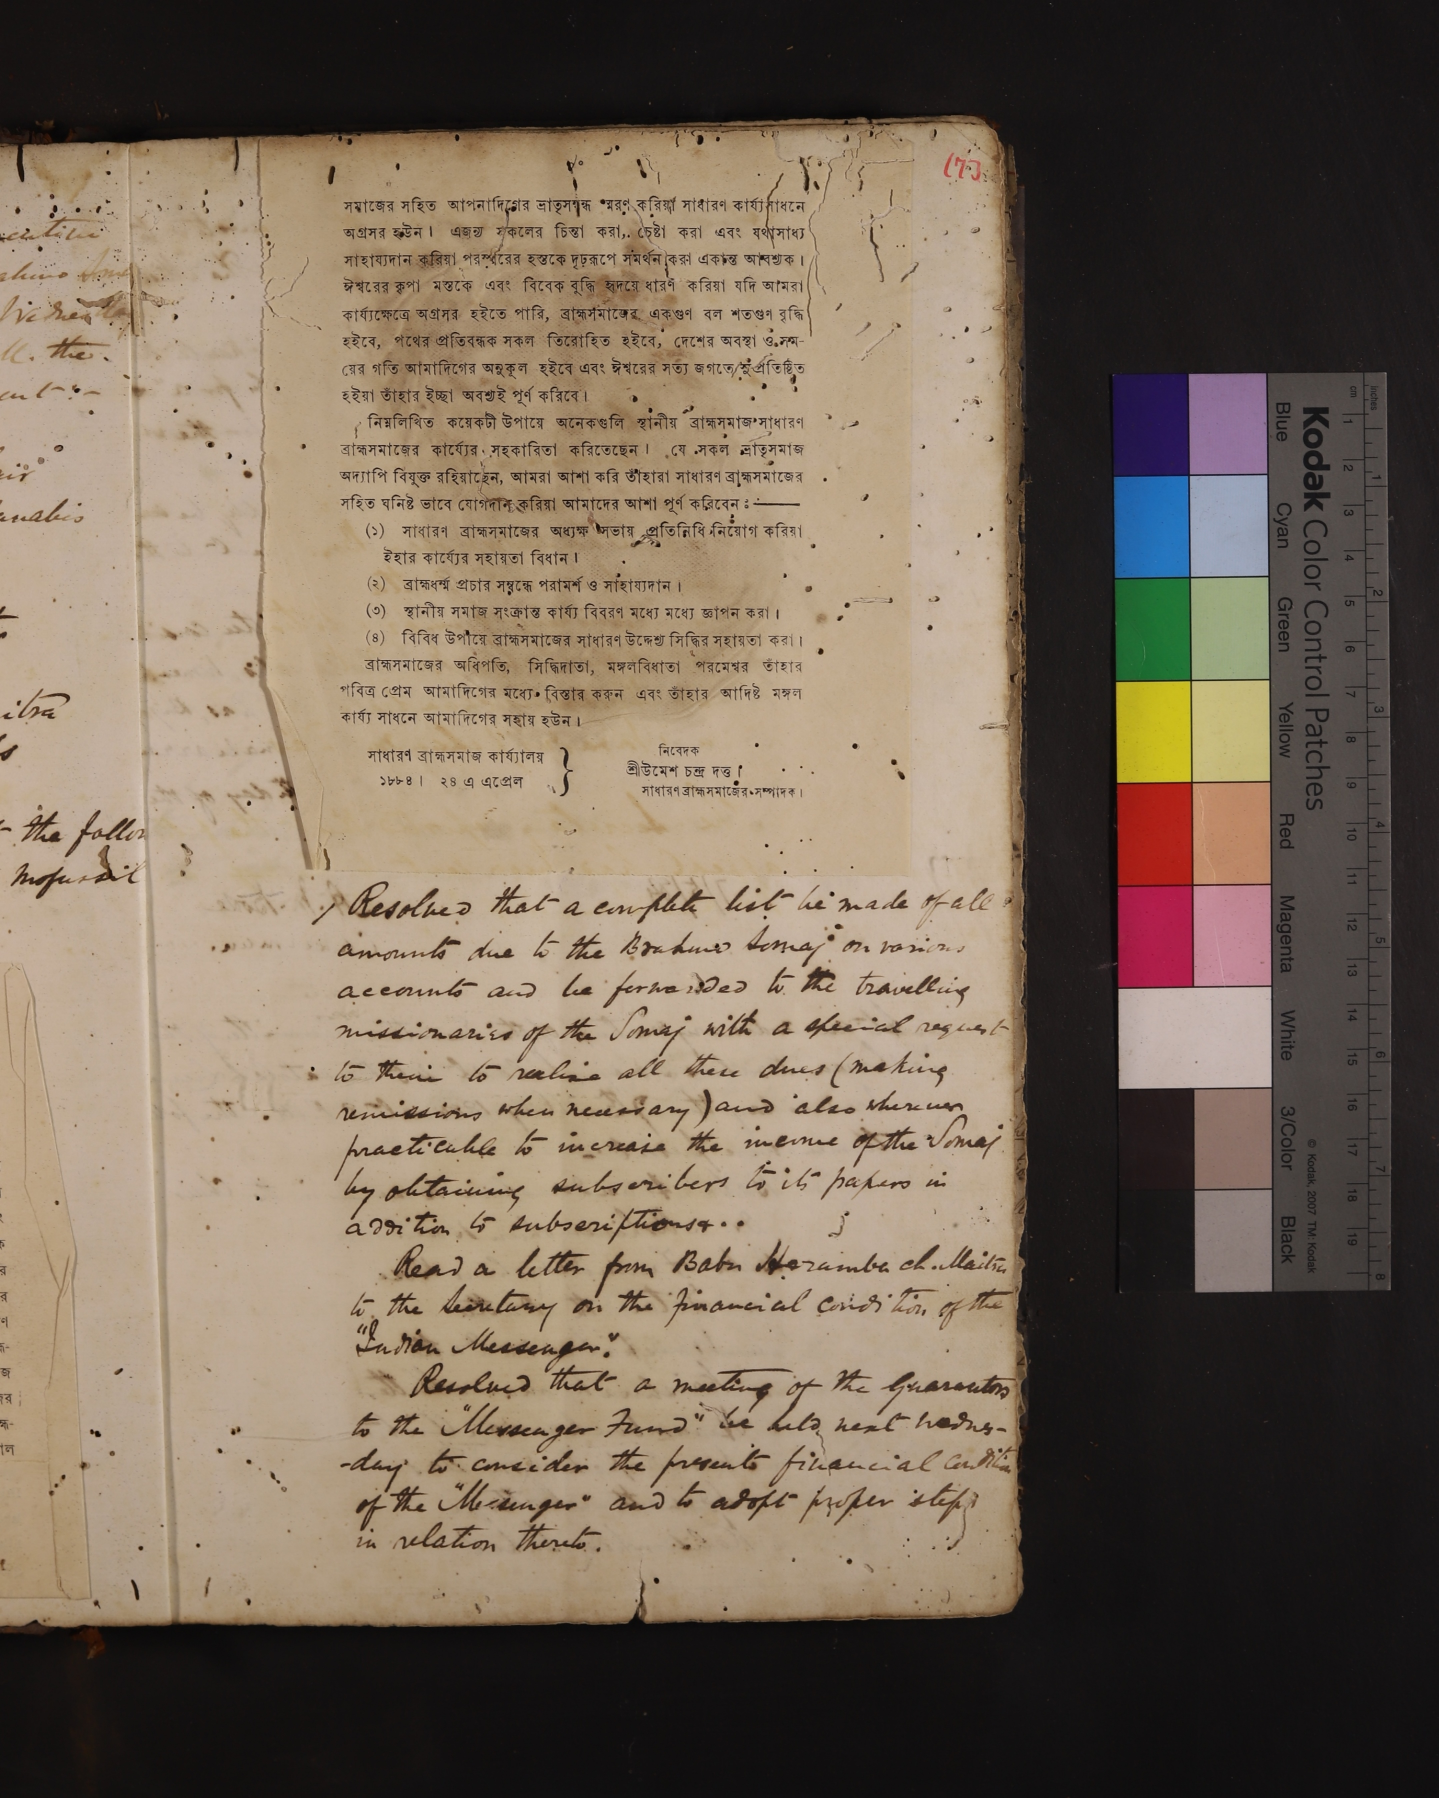 (7)
সমাজের সহিত আপনাদিগের ভ্রাতৃসম্বন্ধ স্মরণ করিয়া সাধারণ কার্য্যসাধনে
অগ্রসর হউন। এজন্য সকলের চিন্তা করা, চেষ্টা করা এবং যথাসাধ্য
সাহায্যদান করিয়া পরস্পরের হস্তকে দৃঢ়রূপে সমর্থন করা একান্ত আবশ্যক।
ঈশ্বরের কৃপা মস্তকে এবং বিবেক বুদ্ধি হৃদয়ে ধারণ করিয়া যদি আমরা
কার্য্যক্ষেত্রে অগ্রসর হইতে পারি, ব্রাহ্মসমাজের একগুণ বল শতগুণ বৃদ্ধি
হইবে, পথের প্রতিবন্ধক সকল তিরোহিত হইবে, দেশের অবস্থা ও সম-
য়ের গতি আমাদিগের অনুকূল হইবে এবং ঈশ্বরের সত্য জগতে সুপ্রতিষ্ঠিত
হইয়া তাঁহার ইচ্ছা অবশ্যই পূর্ণ করিবে।
নিম্নলিখিত কয়েকটী উপায়ে অনেকগুলি স্থানীয় ব্রাহ্মসমাজ সাধারণ
ব্রাহ্মসমাজের কার্য্যের সহকারিতা করিতেছেন। যে সকল ভ্রাতৃসমাজ
অদ্যাপি বিযুক্ত রহিয়াছেন, আমরা আশা করি তাঁহারা সাধারণ ব্রাহ্মসমাজের
সহিত ঘনিষ্ট ভাবে যোগদান করিয়া আমাদের আশা পূর্ণ করিবেন :——
(১) সাধারণ ব্রাহ্মসমাজের অধ্যক্ষ সভায় প্রতিনিধি নিয়োগ করিয়া
ইহার কার্য্যের সহায়তা বিধান।
(২) ব্রাহ্মধর্ম্ম প্রচার সম্বন্ধে পরামর্শ ও সাহায্যদান।
(৩) স্থানীয় সমাজ সংক্রান্ত কার্য্য বিবরণ মধ্যে মধ্যে জ্ঞাপন করা।
(৪) বিবিধ উপায়ে ব্রাহ্মসমাজের সাধারণ উদ্দেশ্য সিদ্ধির সহায়তা করা।
ব্রাহ্মসমাজের অধিপতি, সিদ্ধিদাতা, মঙ্গলবিধাতা পরমেশ্বর তাঁহার
পবিত্র প্রেম আমাদিগের মধ্যে বিস্তার করুন এবং তাঁহার আদিষ্ট মঙ্গল
কার্য্য সাধনে আমাদিগের সহায় হউন।
সাধারণ ব্রাহ্মসমাজ কার্য্যালয়
১৮৮৪। ২৪ এ এপ্রেল
নিবেদক
শ্রীউমেশ চন্দ্র দত্ত।
সাধারণ ব্রাহ্মসমাজের সম্পাদক।
Resolved that a complete list be made of all
amounts due to the Brahmo Somaj on various
accounts and be forwarded to the travelling
missionaries of the Somaj with a special request
to them to realise all these dues (making
remissions when necessary) and also wherever
practicable to increase the income of the Somaj
by obtaining subscribers to its papers in
addition to subscriptions
Read a letter from Babu Heramba ch. Maitra
to the Secretary on the financial condition of the
"Indian Messenger."
Resolved that a meeting of the Guarantors
to the "Messenger Fund" be held next Wednes-
-day to consider the present financial condition
of the "Messenger" and to adopt proper steps
in relation thereto.
the follow
Mofussil
Kodak Color Control Patches
Blue
Cyan
Green
Yellow
Red
Magenta
White
3/Color
Black
© Kodak, 2007 TM: Kodak
cm 1 2 3 4 5 6 7 8 9 10 11 12 13 14 15 16 17 18 19
inches 1 2 3 4 5 6 7 8